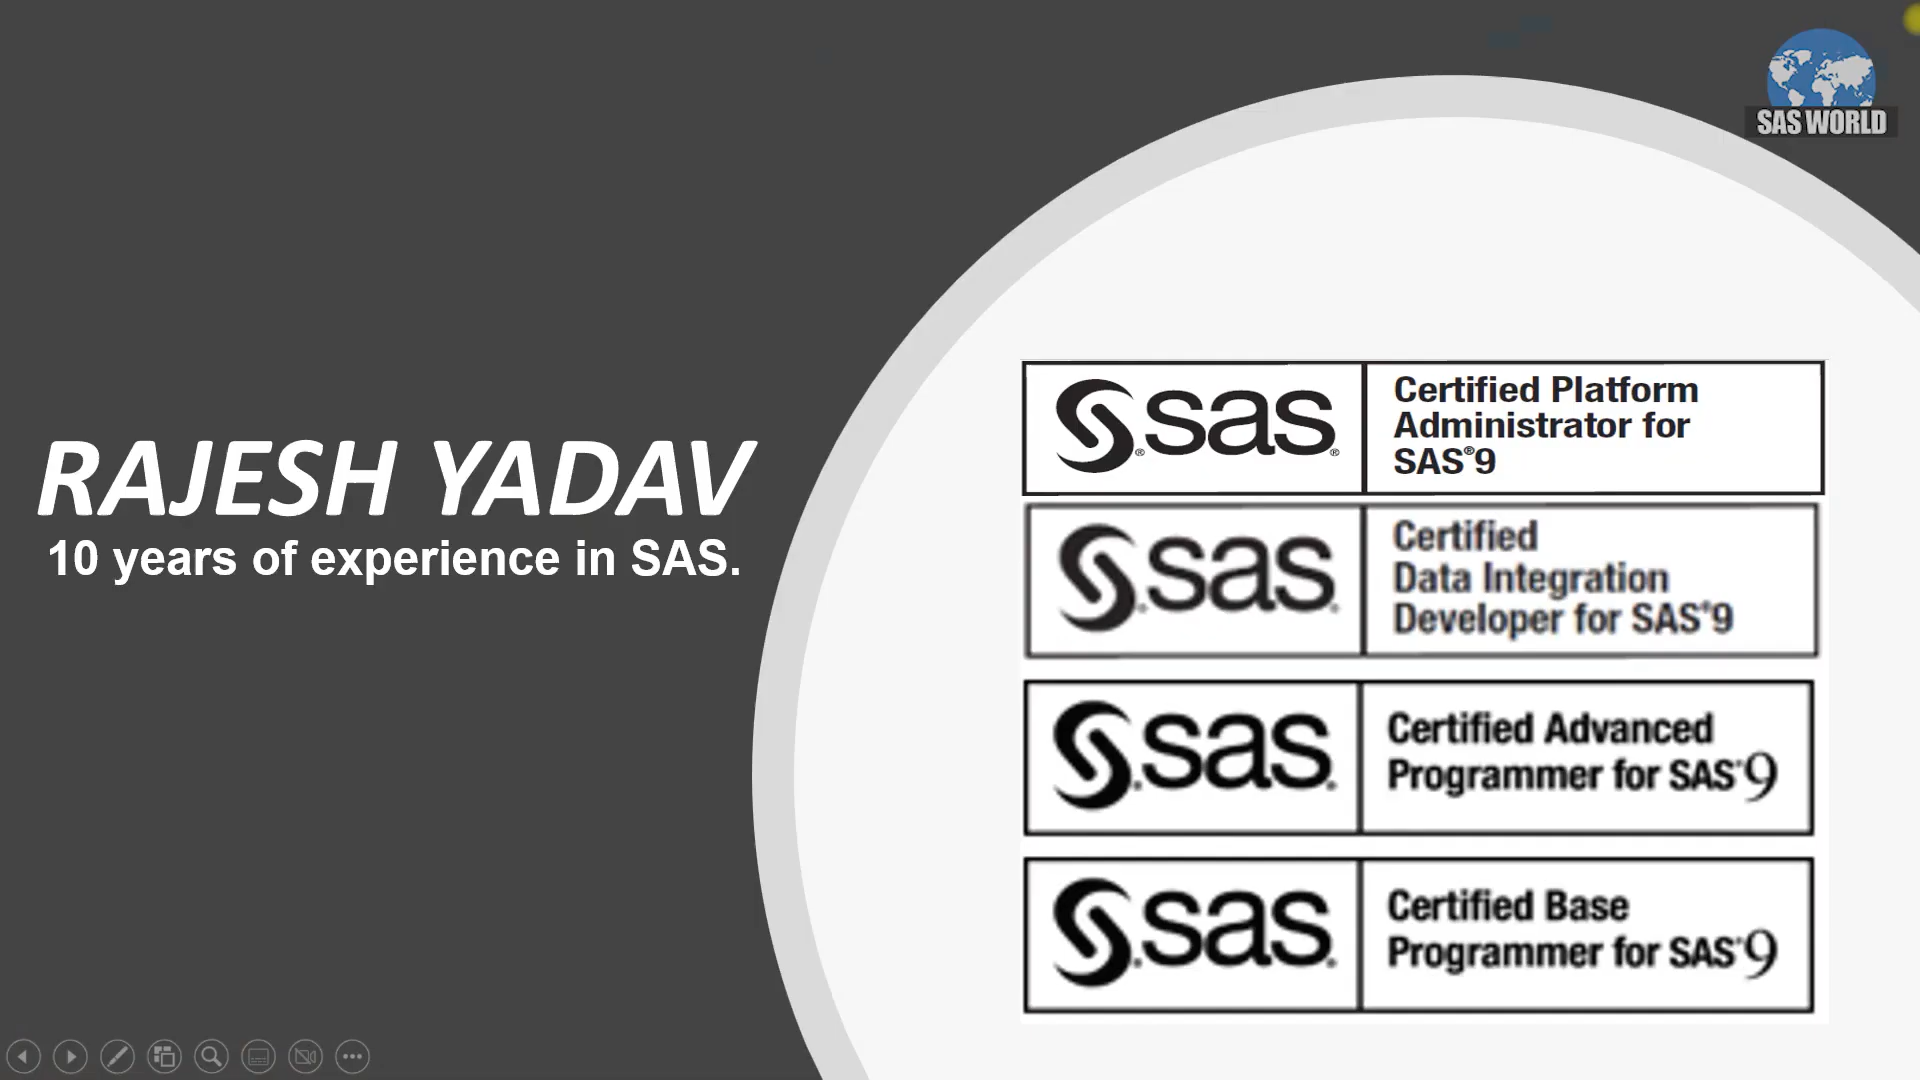 SAS WORLD
RAJESH YADAV
10 years of experience in SAS.
sas
Certified Platform
Administrator for
SAS®9
sas
Certified
Data Integration
Developer for SAS®9
sas
Certified Advanced
Programmer for SAS®9
sas
Certified Base
Programmer for SAS®9